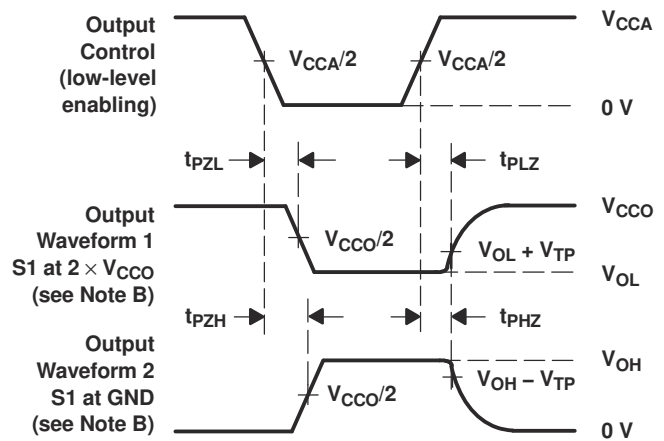 Output
Control
(low-level
enabling)
V_CCA/2
V_CCA/2
V_CCA
0 V
t_PZL
t_PLZ
Output
Waveform 1
S1 at 2 × V_CCO
(see Note B)
V_CCO/2
V_CCO
V_OL + V_TP
V_OL
t_PZH
t_PHZ
Output
Waveform 2
S1 at GND
(see Note B)
V_CCO/2
V_OH
V_OH − V_TP
0 V